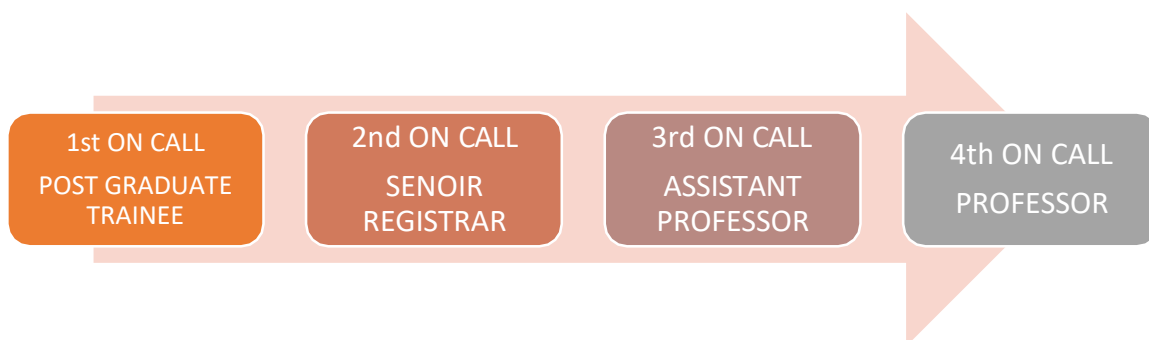 1st ON CALL
POST GRADUATE
TRAINEE
2nd ON CALL
SENOIR
REGISTRAR
3rd ON CALL
ASSISTANT
PROFESSOR
4th ON CALL
PROFESSOR